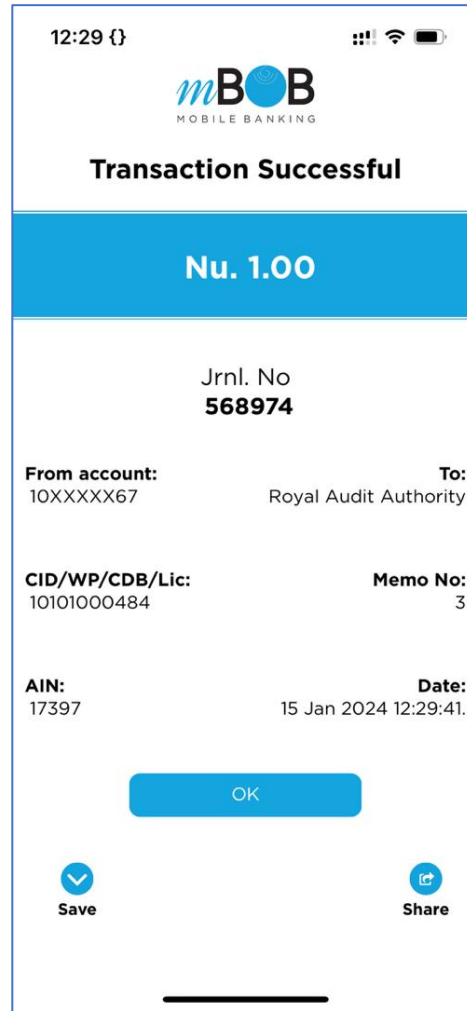 12:29 {}
mBOB
MOBILE BANKING
Transaction Successful
Nu. 1.00
Jrnl. No
568974
From account: To:
10XXXXX67 Royal Audit Authority
CID/WP/CDB/Lic: Memo No:
10101000484 3
AIN: Date:
17397 15 Jan 2024 12:29:41.
OK
Save Share